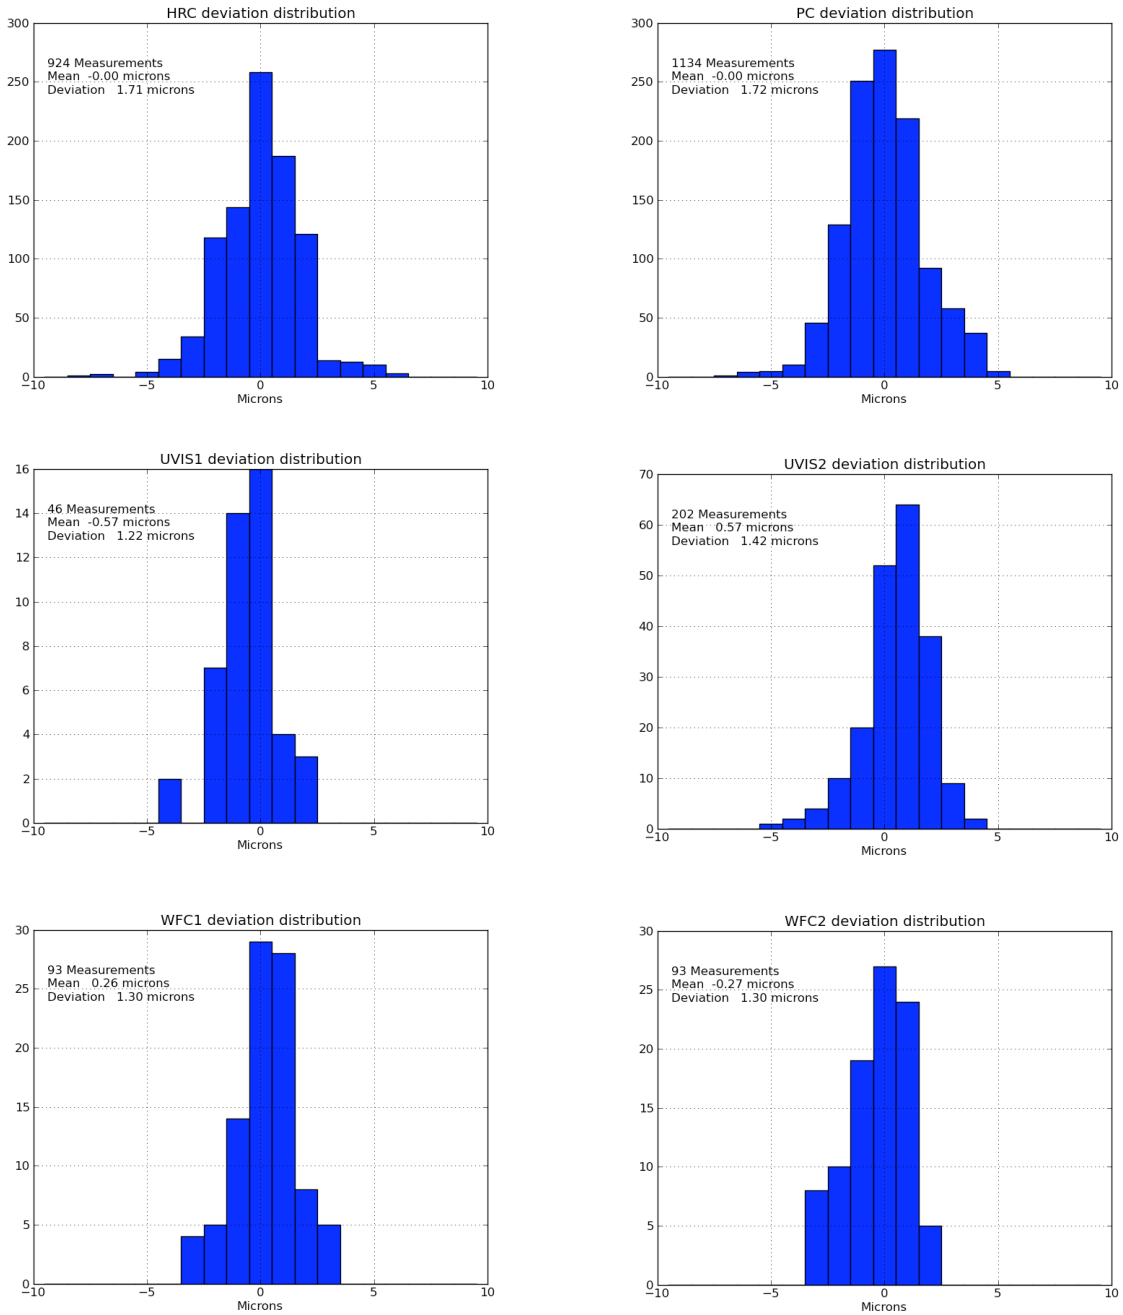 HRC deviation distribution
300
250
200
150
100
50
0
924 Measurements
Mean  -0.00 microns
Deviation   1.71 microns
−10
−5
0
5
10
Microns
PC deviation distribution
300
250
200
150
100
50
0
1134 Measurements
Mean  -0.00 microns
Deviation   1.72 microns
−10
−5
0
5
10
Microns
UVIS1 deviation distribution
16
14
12
10
8
6
4
2
0
46 Measurements
Mean  -0.57 microns
Deviation   1.22 microns
−10
−5
0
5
10
Microns
UVIS2 deviation distribution
70
60
50
40
30
20
10
0
202 Measurements
Mean   0.57 microns
Deviation   1.42 microns
−10
−5
0
5
10
Microns
WFC1 deviation distribution
30
25
20
15
10
5
0
93 Measurements
Mean   0.26 microns
Deviation   1.30 microns
−10
−5
0
5
10
Microns
WFC2 deviation distribution
30
25
20
15
10
5
0
93 Measurements
Mean  -0.27 microns
Deviation   1.30 microns
−10
−5
0
5
10
Microns